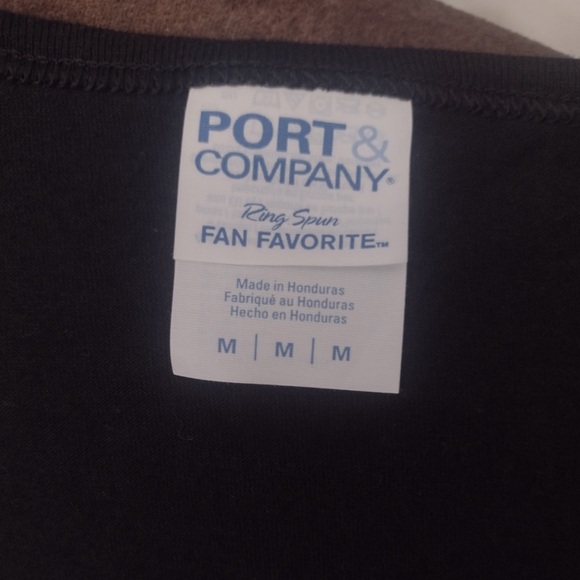 PORT &
COMPANY®
Ring Spun
FAN FAVORITE™
Made in Honduras
Fabriqué au Honduras
Hecho en Honduras
M | M | M